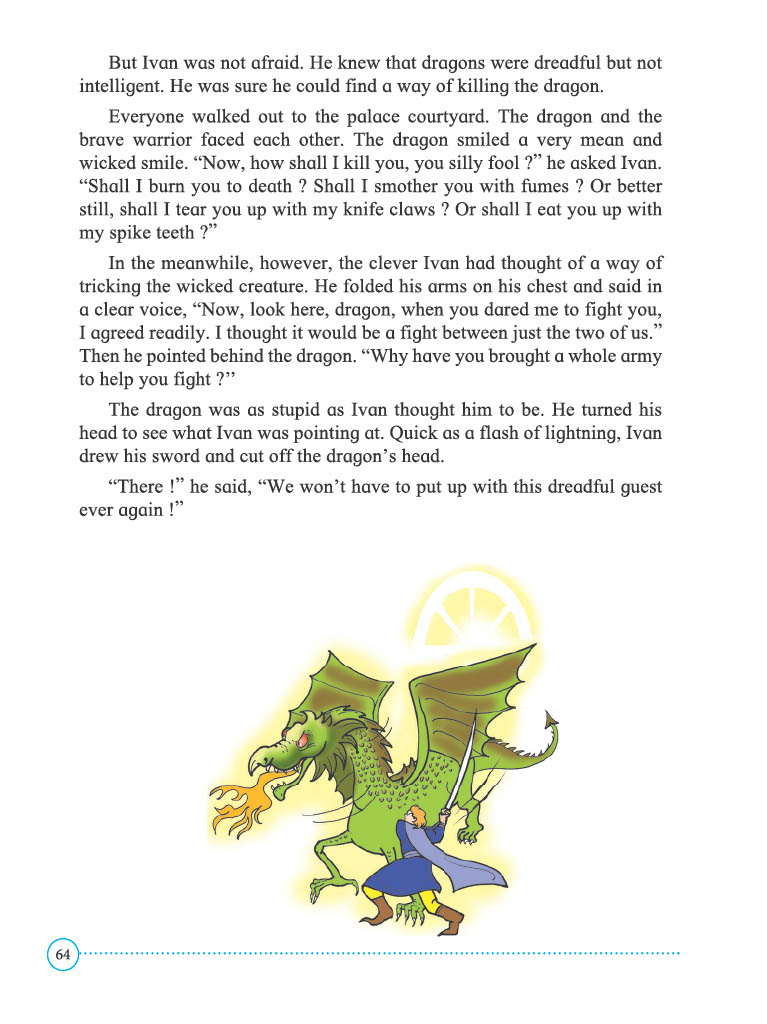 But Ivan was not afraid. He knew that dragons were dreadful but not
intelligent. He was sure he could find a way of killing the dragon.
Everyone walked out to the palace courtyard. The dragon and the
brave warrior faced each other. The dragon smiled a very mean and
wicked smile. “Now, how shall I kill you, you silly fool ?” he asked Ivan.
“Shall I burn you to death ? Shall I smother you with fumes ? Or better
still, shall I tear you up with my knife claws ? Or shall I eat you up with
my spike teeth ?”
In the meanwhile, however, the clever Ivan had thought of a way of
tricking the wicked creature. He folded his arms on his chest and said in
a clear voice, “Now, look here, dragon, when you dared me to fight you,
I agreed readily. I thought it would be a fight between just the two of us.”
Then he pointed behind the dragon. “Why have you brought a whole army
to help you fight ?’’
The dragon was as stupid as Ivan thought him to be. He turned his
head to see what Ivan was pointing at. Quick as a flash of lightning, Ivan
drew his sword and cut off the dragon’s head.
“There !” he said, “We won’t have to put up with this dreadful guest
ever again !”
64